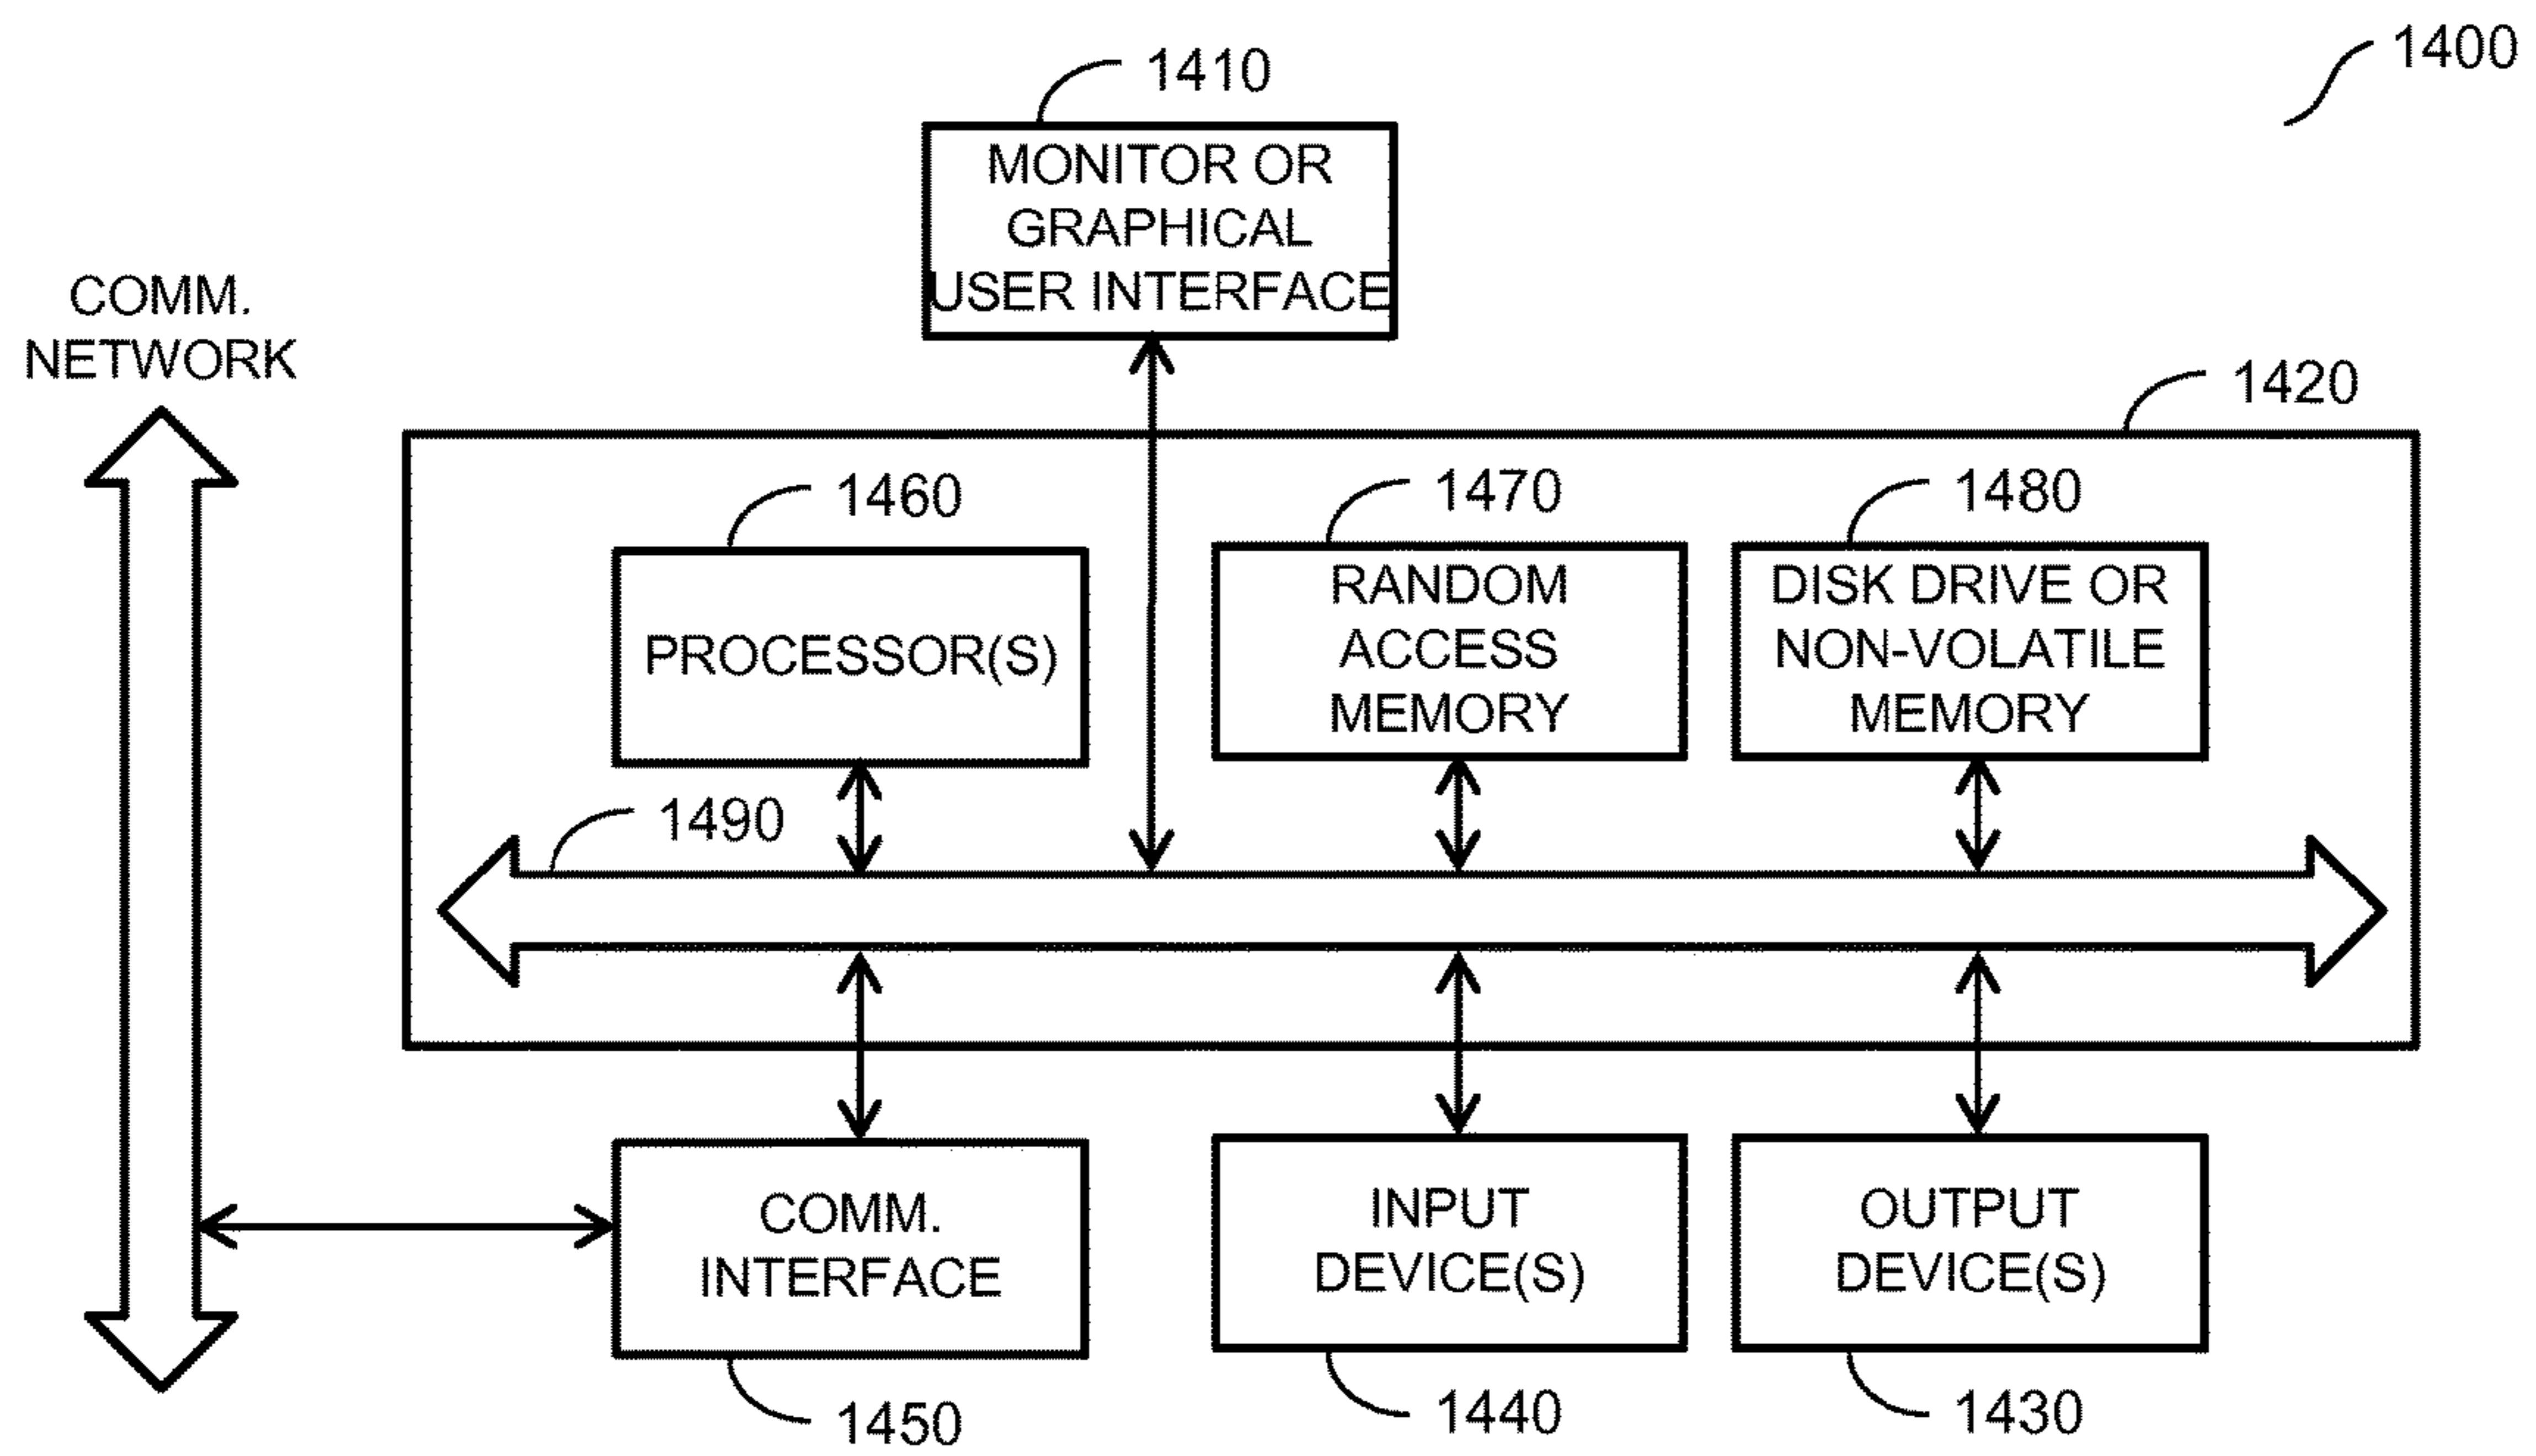 1400
1410
MONITOR OR
GRAPHICAL
USER INTERFACE
COMM.
NETWORK
1420
1460
1470
1480
PROCESSOR(S)
RANDOM
ACCESS
MEMORY
DISK DRIVE OR
NON-VOLATILE
MEMORY
1490
COMM.
INTERFACE
INPUT
DEVICE(S)
OUTPUT
DEVICE(S)
1450
1440
1430